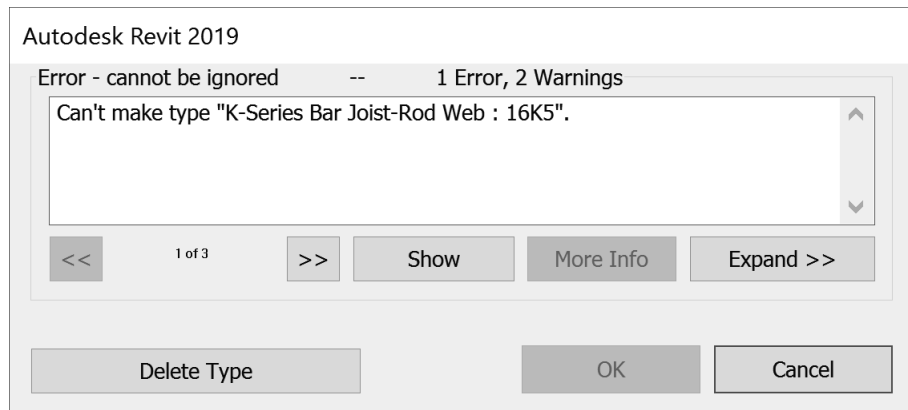 Autodesk Revit 2019
Error - cannot be ignored -- 1 Error, 2 Warnings
Can't make type "K-Series Bar Joist-Rod Web : 16K5".
<< 1 of 3 >> Show More Info Expand >>
Delete Type OK Cancel